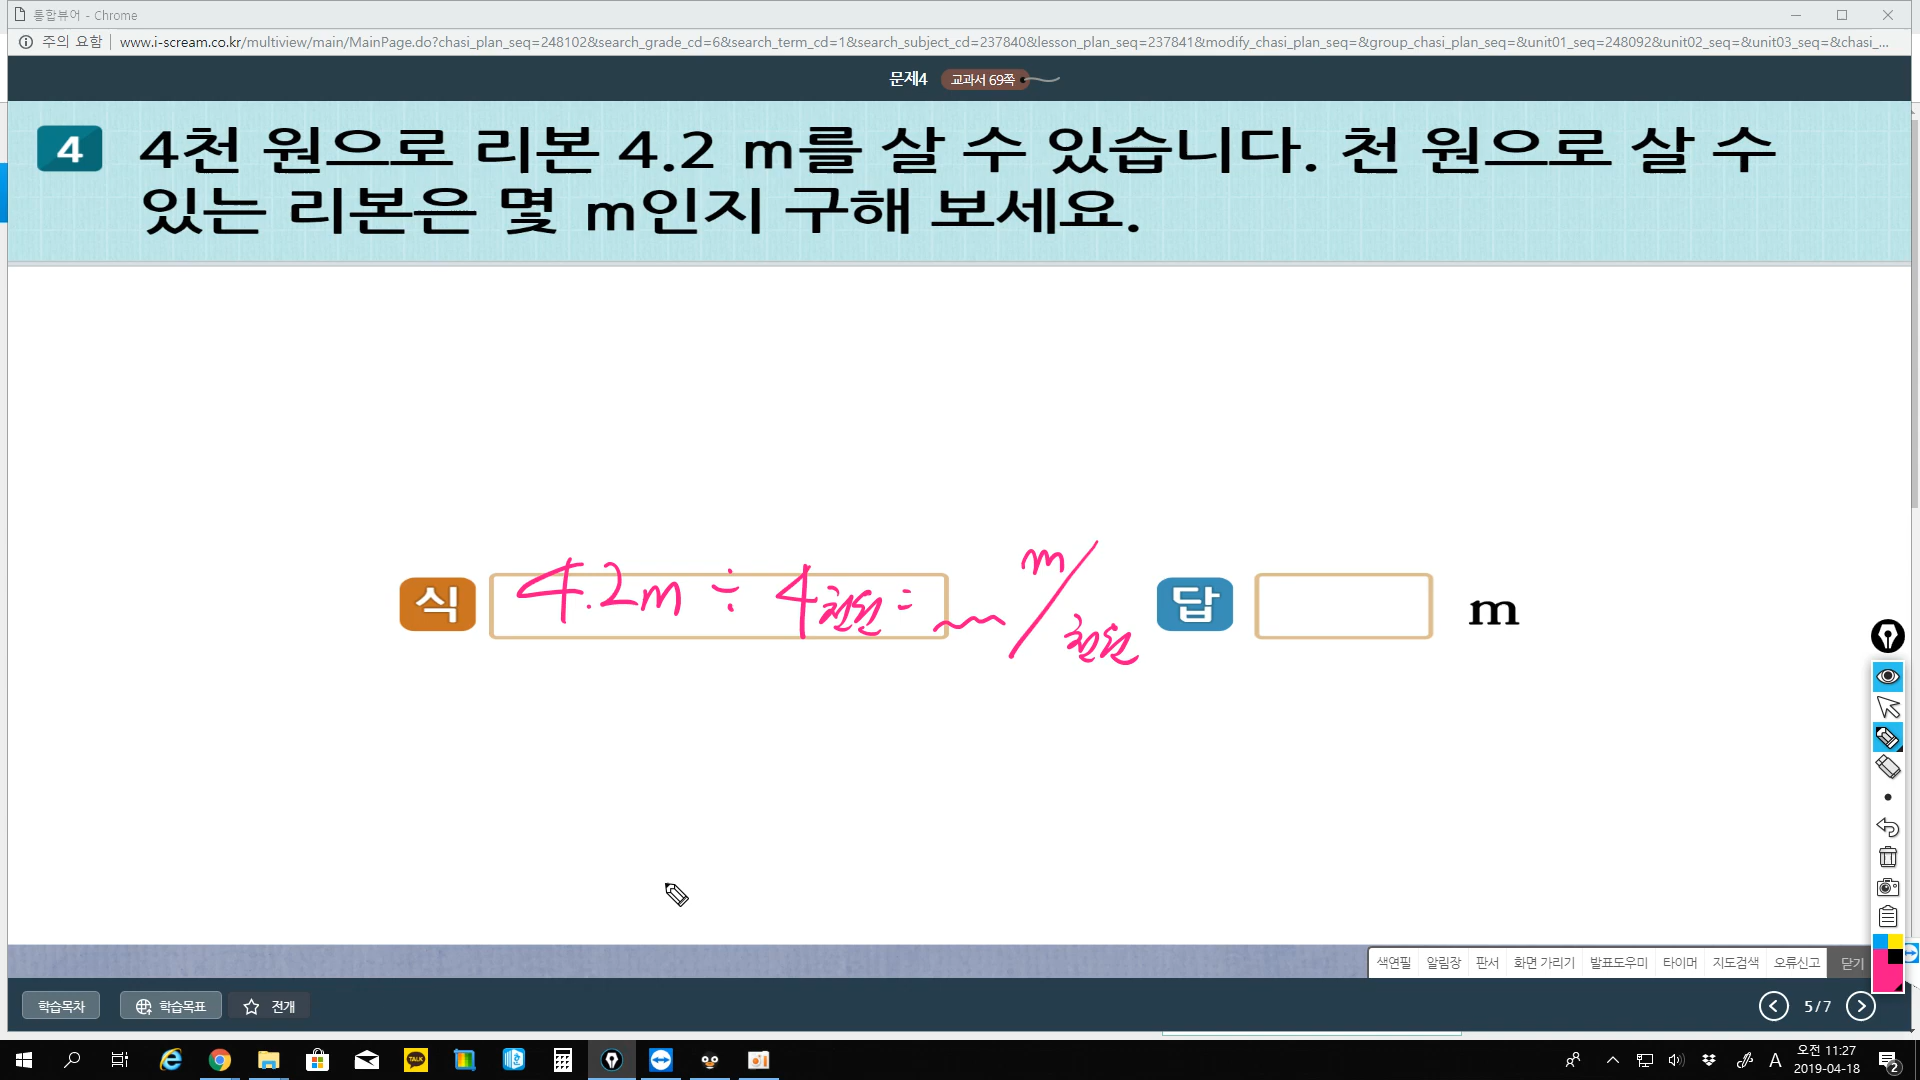 통합뷰어 - Chrome
주의 요함 www.i-scream.co.kr/multiview/main/MainPage.do?chasi_plan_seq=248102&search_grade_cd=6&search_term_cd=1&search_subject_cd=237840&lesson_plan_seq=237841&modify_chasi_plan_seq=&group_chasi_plan_seq=&unit01_seq=248092&unit02_seq=&unit03_seq=&chasi_...
문제4 교과서 69쪽
4 4천 원으로 리본 4.2 m를 살 수 있습니다. 천 원으로 살 수
있는 리본은 몇 m인지 구해 보세요.
식 4.2m ÷ 4천원= m/천원 답 m
색연필 알림장 판서 화면 가리기 발표도우미 타이머 지도검색 오류신고 닫기
학습목차 학습목표 전개 5/7
TALK A 오전 11:27
2019-04-18 2